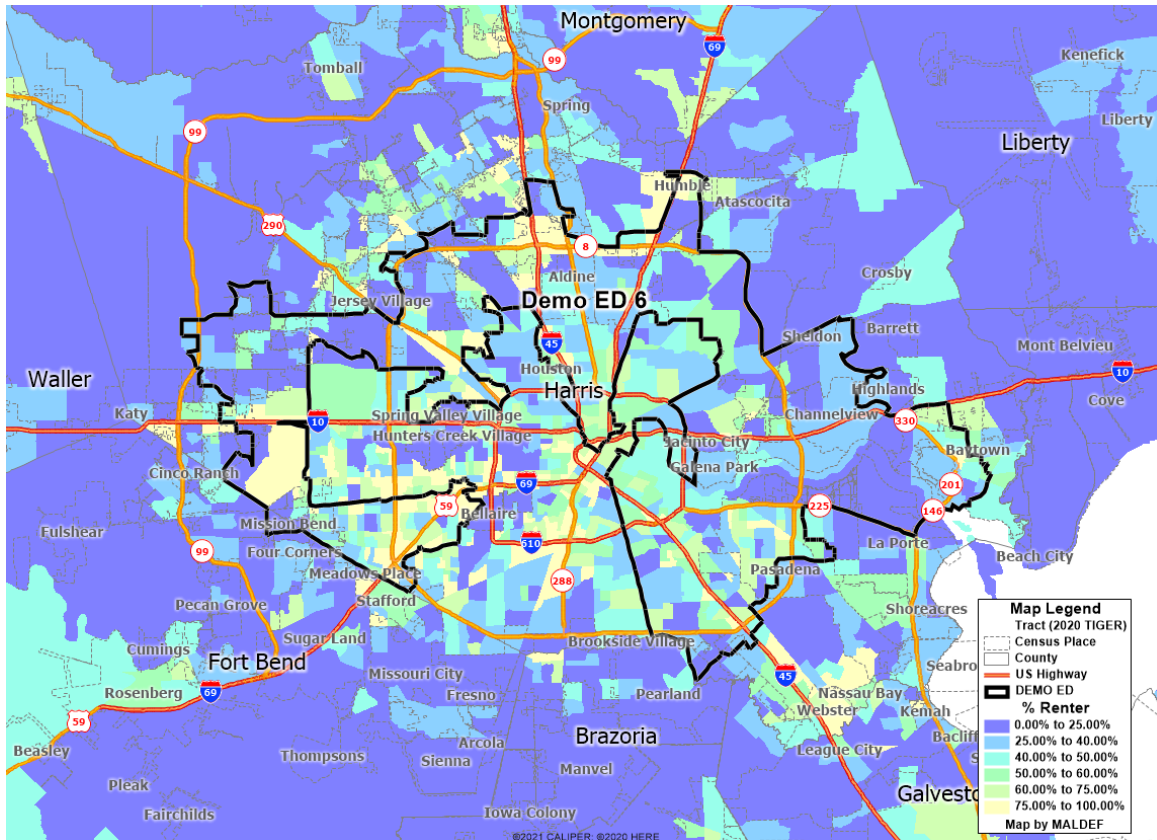 Montgomery
69
99
Kenefick
Tomball
Spring
Liberty
99
Liberty
Humble
Atascocita
290
8
Aldine
Crosby
Jersey Village
Demo ED 6
Sheldon
Barrett
45
Mont Belvieu
Houston
10
Waller
Harris
Highlands
Cove
Katy
Spring Valley Village
Channelview
330
10
Hunters Creek Village
Jacinto City
Baytown
Cinco Ranch
Galena Park
69
201
59
Bellaire
225
146
Mission Bend
Fulshear
610
La Porte
99
Four Corners
Beach City
Meadows Place
Pasadena
288
Stafford
Pecan Grove
Shoreacres
Sugar Land
Brookside Village
Cumings
Fort Bend
Missouri City
45
Seabro
Rosenberg
69
Fresno
Pearland
Nassau Bay
Webster
Kemah
59
Arcola
Brazoria
Bacliff
Beasley
Thompsons
Sienna
League City
Manvel
Pleak
Galvesto
Fairchilds
Iowa Colony
Map Legend
Tract (2020 TIGER)
Census Place
County
US Highway
DEMO ED
% Renter
0.00% to 25.00%
25.00% to 40.00%
40.00% to 50.00%
50.00% to 60.00%
60.00% to 75.00%
75.00% to 100.00%
Map by MALDEF
©2021 CALIPER; ©2020 HERE